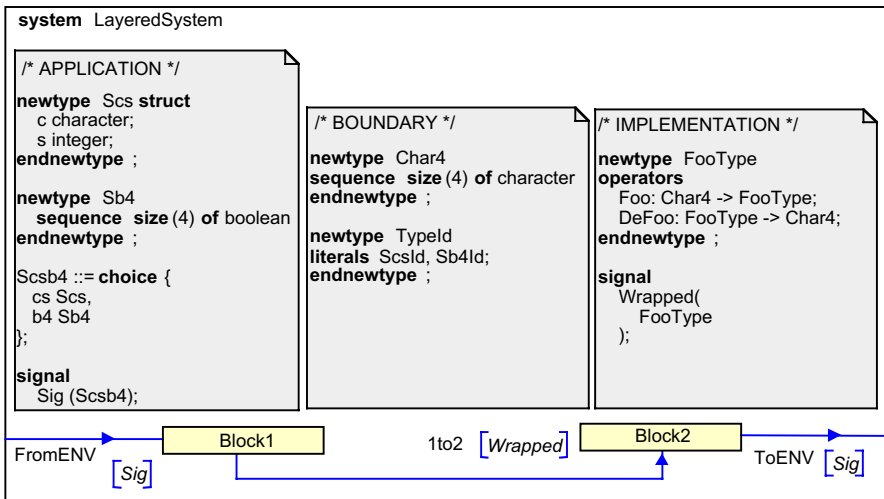 system LayeredSystem
/* APPLICATION */
newtype Scs struct
c character;
s integer;
endnewtype ;
newtype Sb4
sequence size (4) of boolean
endnewtype ;
Scsb4 ::= choice {
cs Scs,
b4 Sb4
};
signal
Sig (Scsb4);
/* BOUNDARY */
newtype Char4
sequence size (4) of character
endnewtype ;
newtype TypeId
literals ScsId, Sb4Id;
endnewtype ;
/* IMPLEMENTATION */
newtype FooType
operators
Foo: Char4 -> FooType;
DeFoo: FooType -> Char4;
endnewtype ;
signal
Wrapped(
FooType
);
FromENV
[Sig]
Block1
1to2 [Wrapped]
Block2
ToENV [Sig]